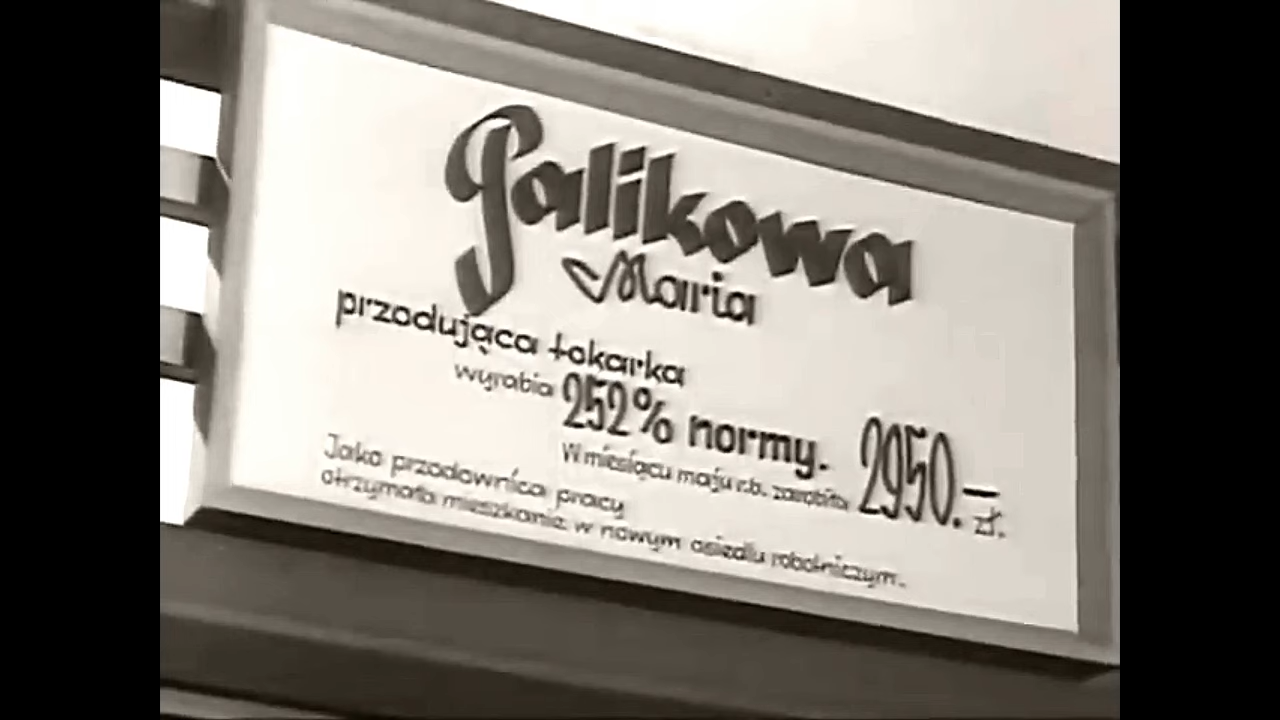 Palikowa
Maria
przodująca tokarka
wyrabia 252% normy.
W miesiącu maju r.b. zarobiła 2950.— zł.
Jako przodownica pracy
otrzymała mieszkanie w nowym osiedlu robotniczym.